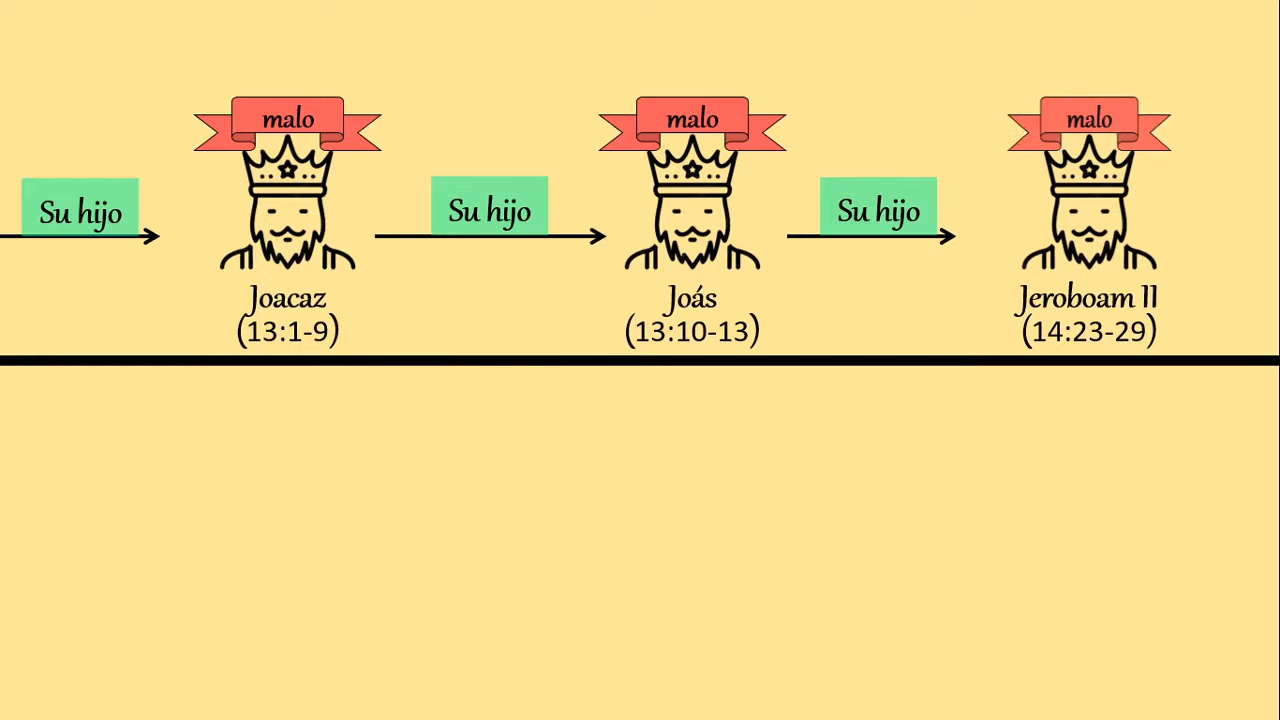 malo
malo
malo
Su hijo
Su hijo
Su hijo
Joacaz
(13:1-9)
Joás
(13:10-13)
Jeroboam II
(14:23-29)